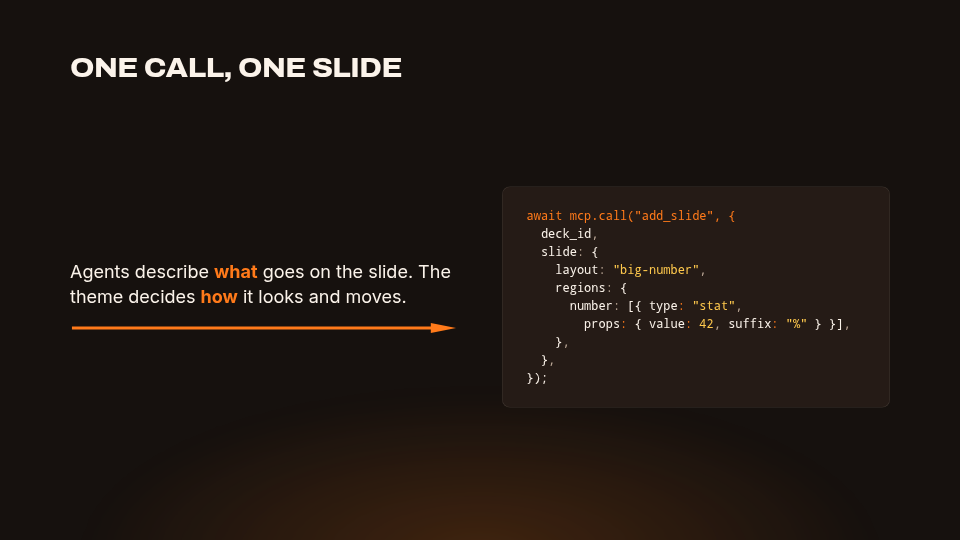 ONE CALL, ONE SLIDE
Agents describe what goes on the slide. The
theme decides how it looks and moves.
await mcp.call("add_slide", {
  deck_id,
  slide: {
    layout: "big-number",
    regions: {
      number: [{ type: "stat",
        props: { value: 42, suffix: "%" } }],
    },
  },
});